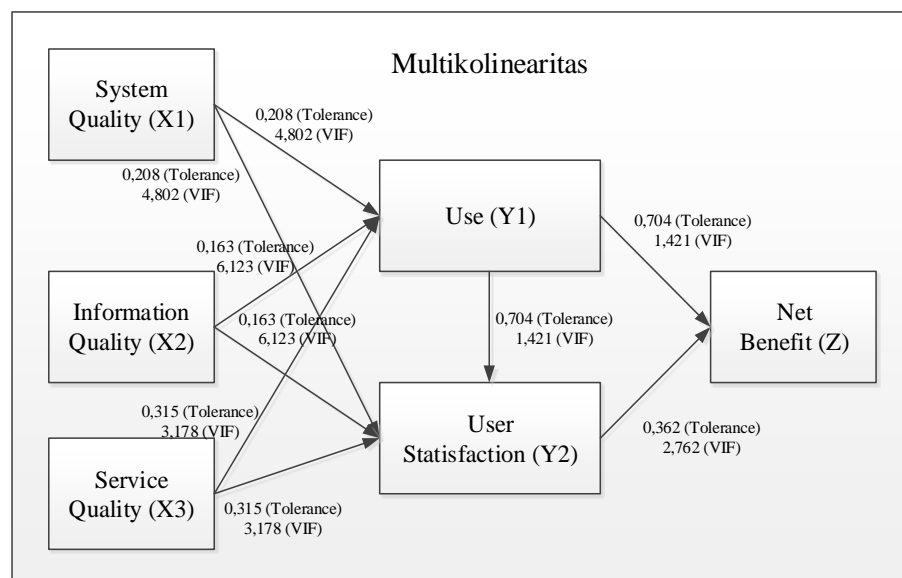 Multikolinearitas
System
Quality (X1)
0,208 (Tolerance)
4,802 (VIF)
0,208 (Tolerance)
4,802 (VIF)
Use (Y1)
0,704 (Tolerance)
1,421 (VIF)
0,163 (Tolerance)
6,123 (VIF)
Information
Quality (X2)
0,163 (Tolerance)
6,123 (VIF)
0,704 (Tolerance)
1,421 (VIF)
Net
Benefit (Z)
0,315 (Tolerance)
3,178 (VIF)
User
Statisfaction (Y2)
0,362 (Tolerance)
2,762 (VIF)
Service
Quality (X3)
0,315 (Tolerance)
3,178 (VIF)